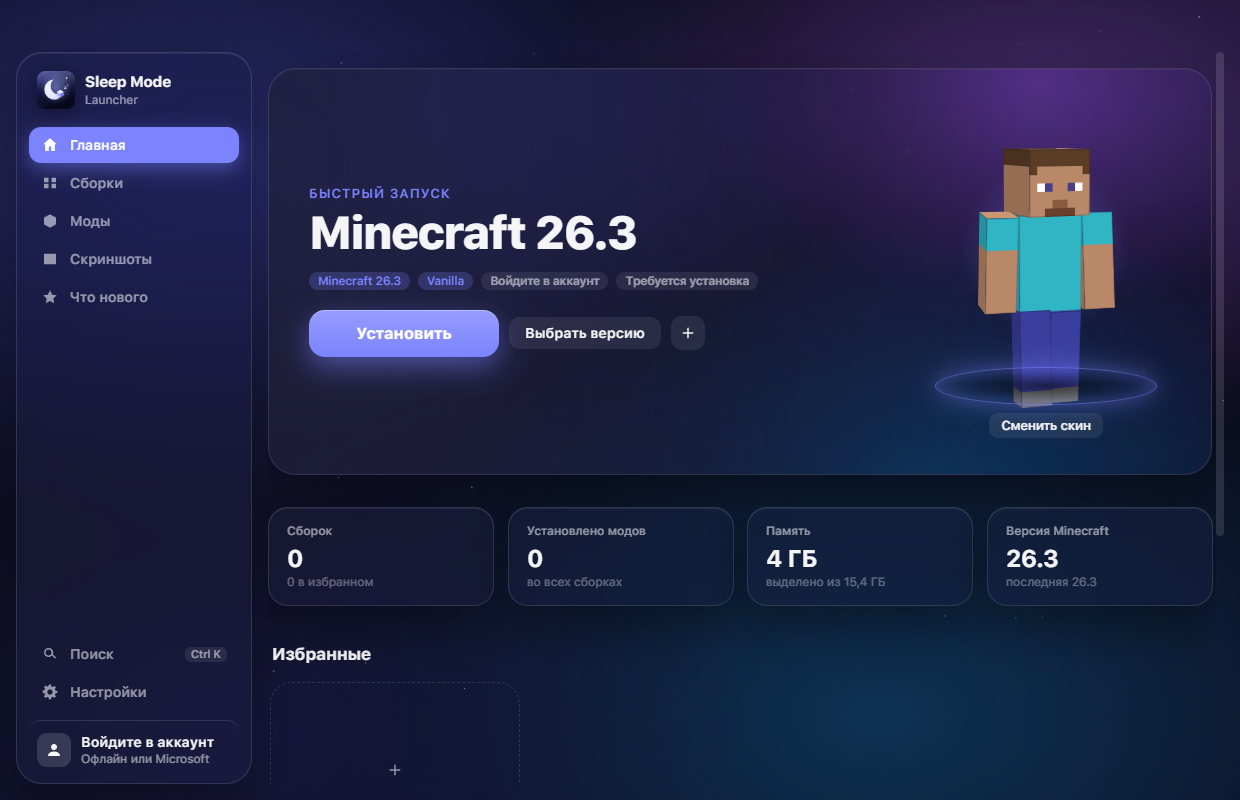 Sleep Mode
Launcher
Главная
Сборки
Моды
Скриншоты
Что нового
Поиск
Ctrl K
Настройки
Войдите в аккаунт
Офлайн или Microsoft
БЫСТРЫЙ ЗАПУСК
Minecraft 26.3
Minecraft 26.3
Vanilla
Войдите в аккаунт
Требуется установка
Установить
Выбрать версию
+
Сменить скин
Сборок
0
0 в избранном
Установлено модов
0
во всех сборках
Память
4 ГБ
выделено из 15,4 ГБ
Версия Minecraft
26.3
последняя 26.3
Избранные
+